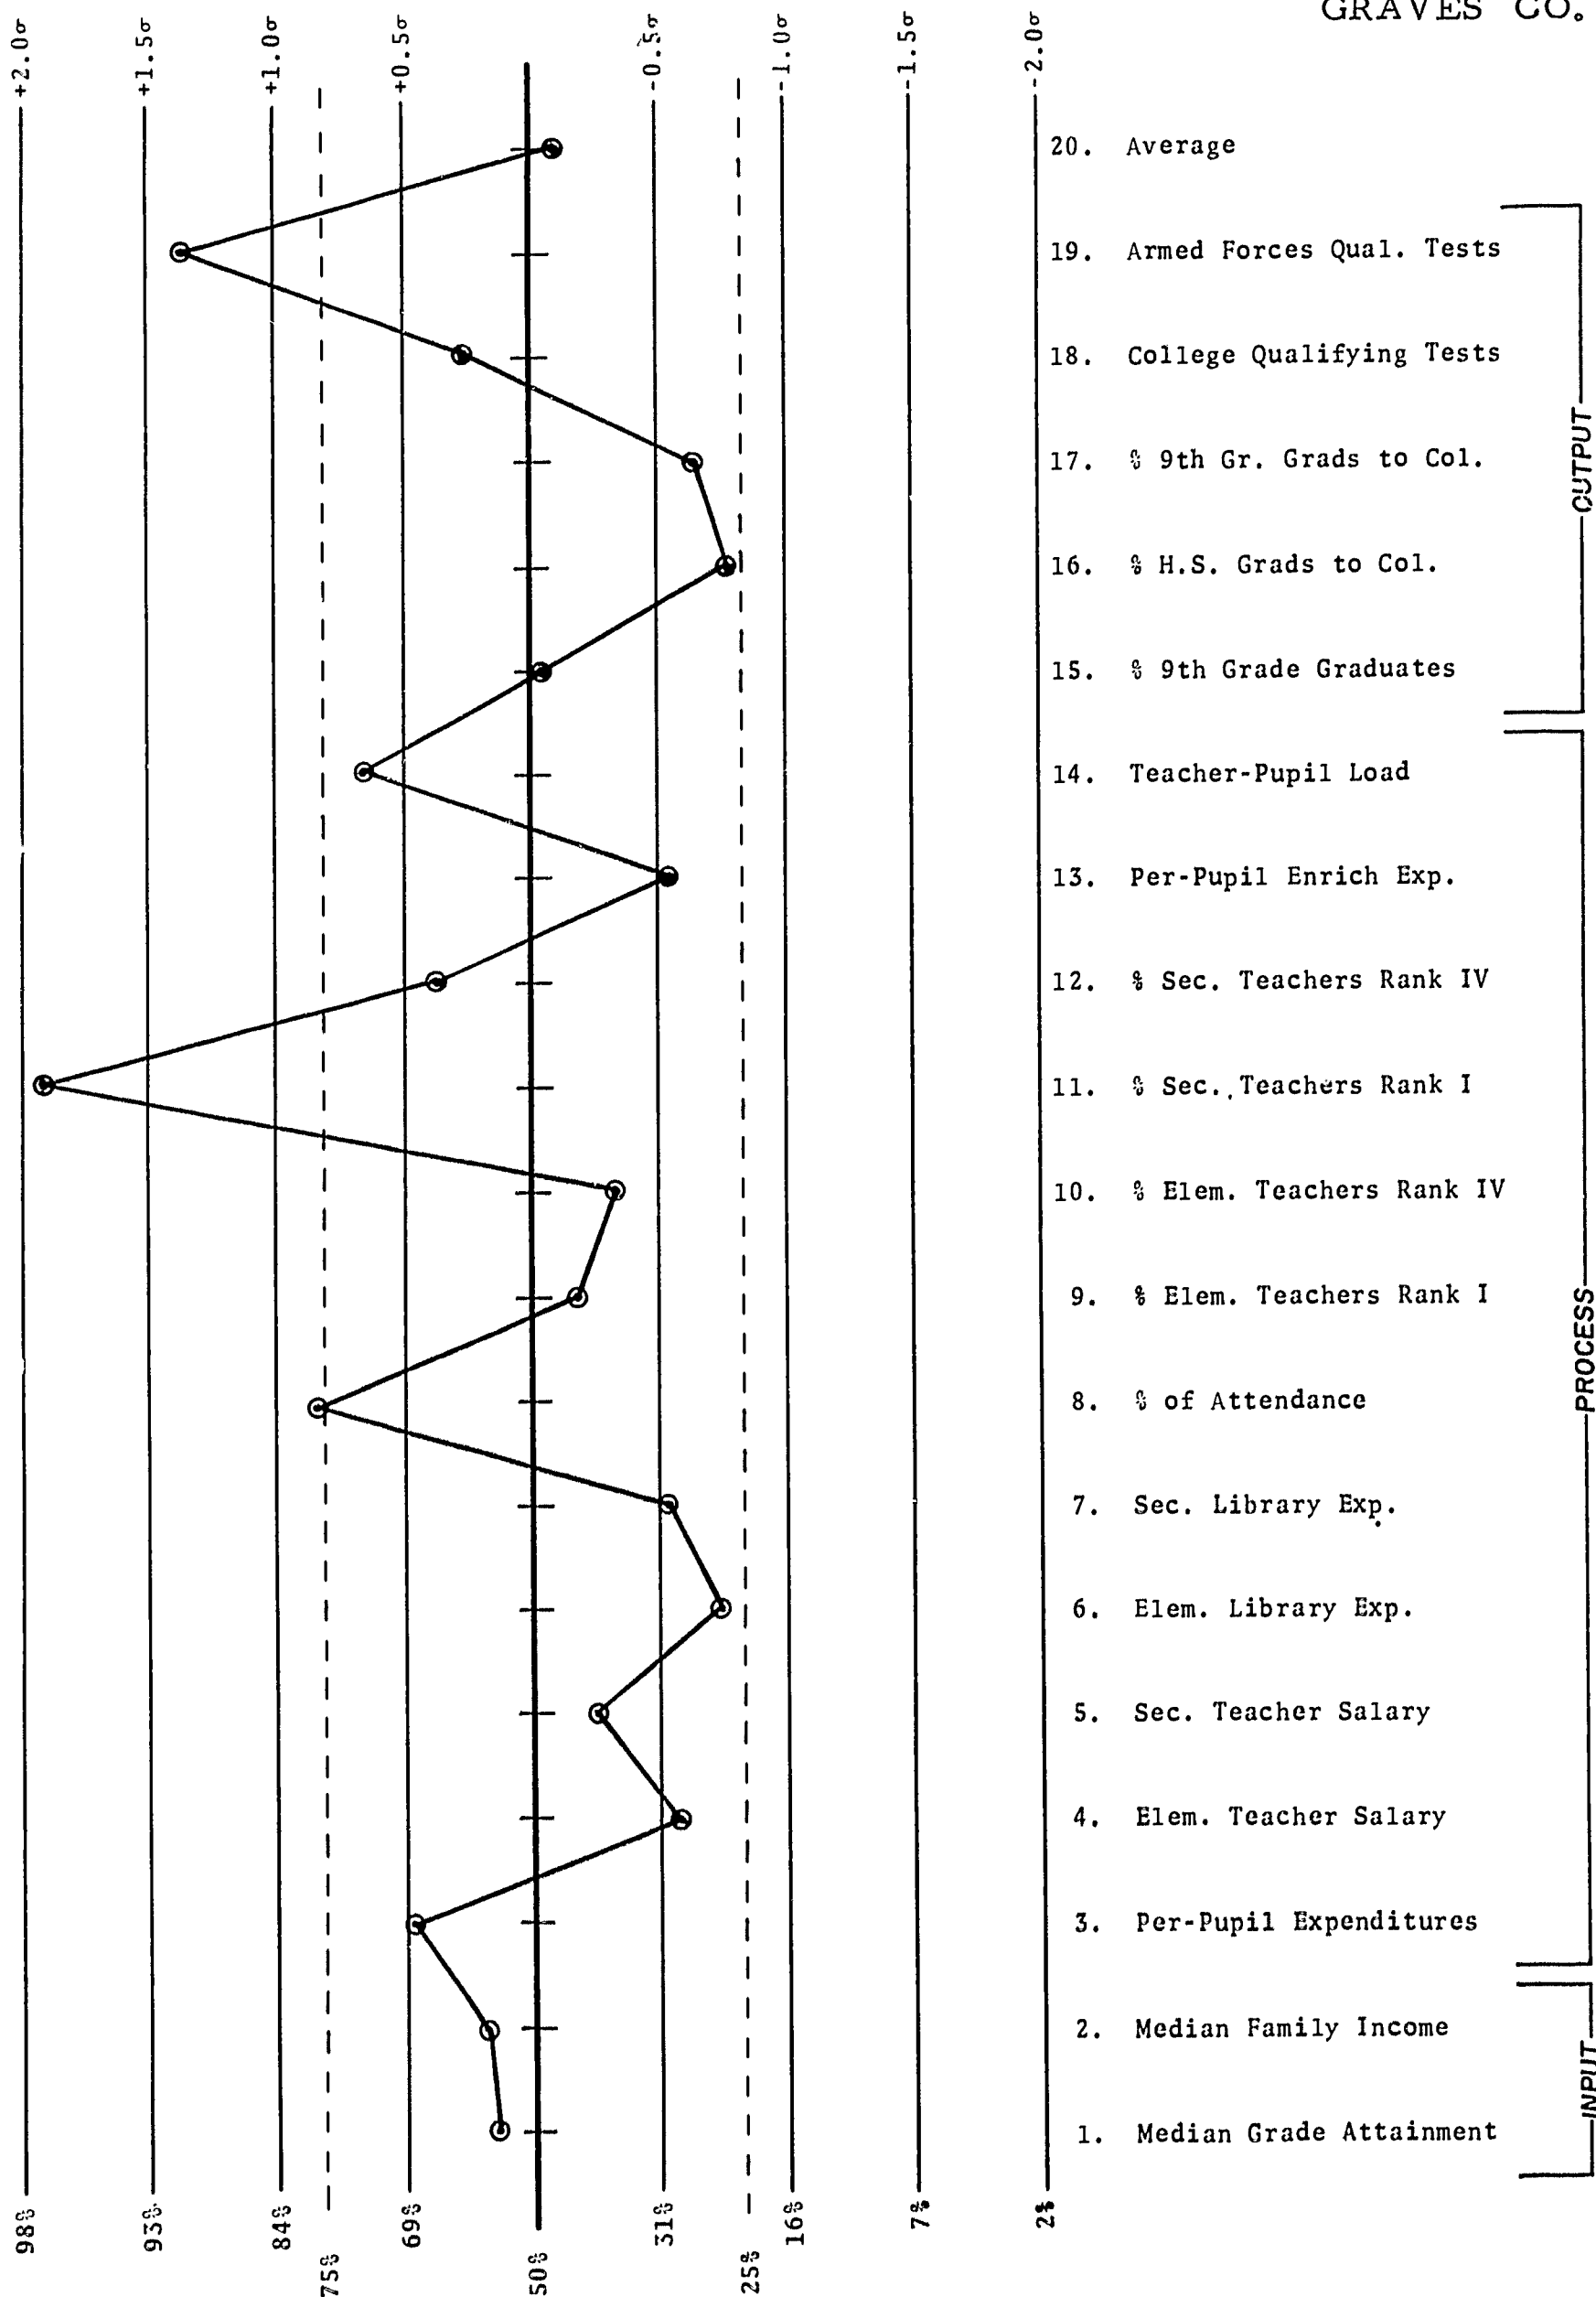 GRAVES CO.
+2.0σ
+1.5σ
+1.0σ
+0.5σ
-0.5σ
-1.0σ
-1.5σ
-2.0σ
20. Average
19. Armed Forces Qual. Tests
18. College Qualifying Tests
17. % 9th Gr. Grads to Col.
16. % H.S. Grads to Col.
15. % 9th Grade Graduates
OUTPUT
14. Teacher-Pupil Load
13. Per-Pupil Enrich Exp.
12. % Sec. Teachers Rank IV
11. % Sec. Teachers Rank I
10. % Elem. Teachers Rank IV
9. % Elem. Teachers Rank I
8. % of Attendance
7. Sec. Library Exp.
6. Elem. Library Exp.
5. Sec. Teacher Salary
4. Elem. Teacher Salary
3. Per-Pupil Expenditures
PROCESS
2. Median Family Income
1. Median Grade Attainment
INPUT
98%
93%
84%
75%
69%
50%
31%
25%
16%
7%
2%